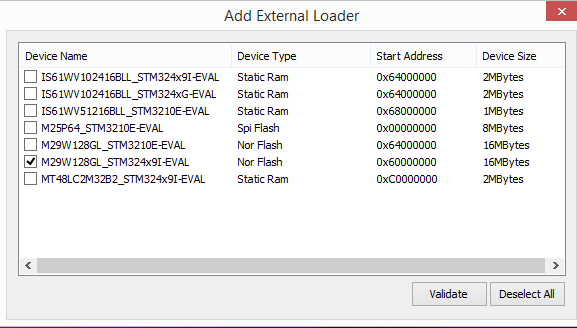 Add External Loader
Device Name Device Type Start Address Device Size
IS61WV102416BLL_STM324x9I-EVAL Static Ram 0x64000000 2MBytes
IS61WV102416BLL_STM324xG-EVAL Static Ram 0x64000000 2MBytes
IS61WV51216BLL_STM3210E-EVAL Static Ram 0x68000000 1MBytes
M25P64_STM3210E-EVAL Spi Flash 0x00000000 8MBytes
M29W128GL_STM3210E-EVAL Nor Flash 0x64000000 16MBytes
M29W128GL_STM324x9I-EVAL Nor Flash 0x60000000 16MBytes
MT48LC2M32B2_STM324x9I-EVAL Static Ram 0xC0000000 2MBytes
Validate Deselect All